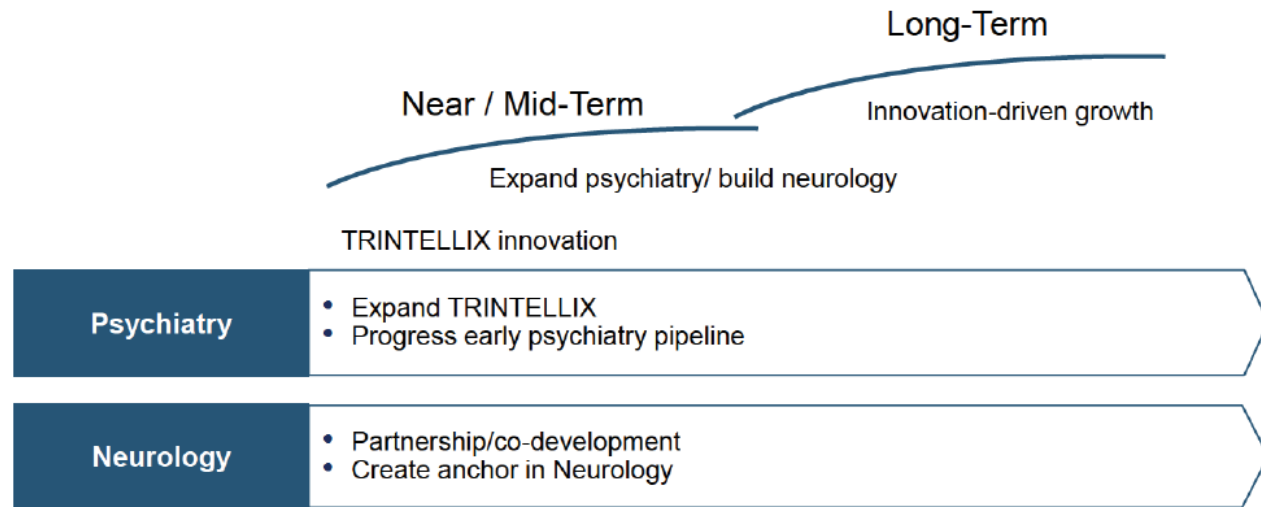 Long-Term
Near / Mid-Term
Innovation-driven growth
Expand psychiatry/ build neurology
TRINTELLIX innovation
Psychiatry
• Expand TRINTELLIX
• Progress early psychiatry pipeline
Neurology
• Partnership/co-development
• Create anchor in Neurology